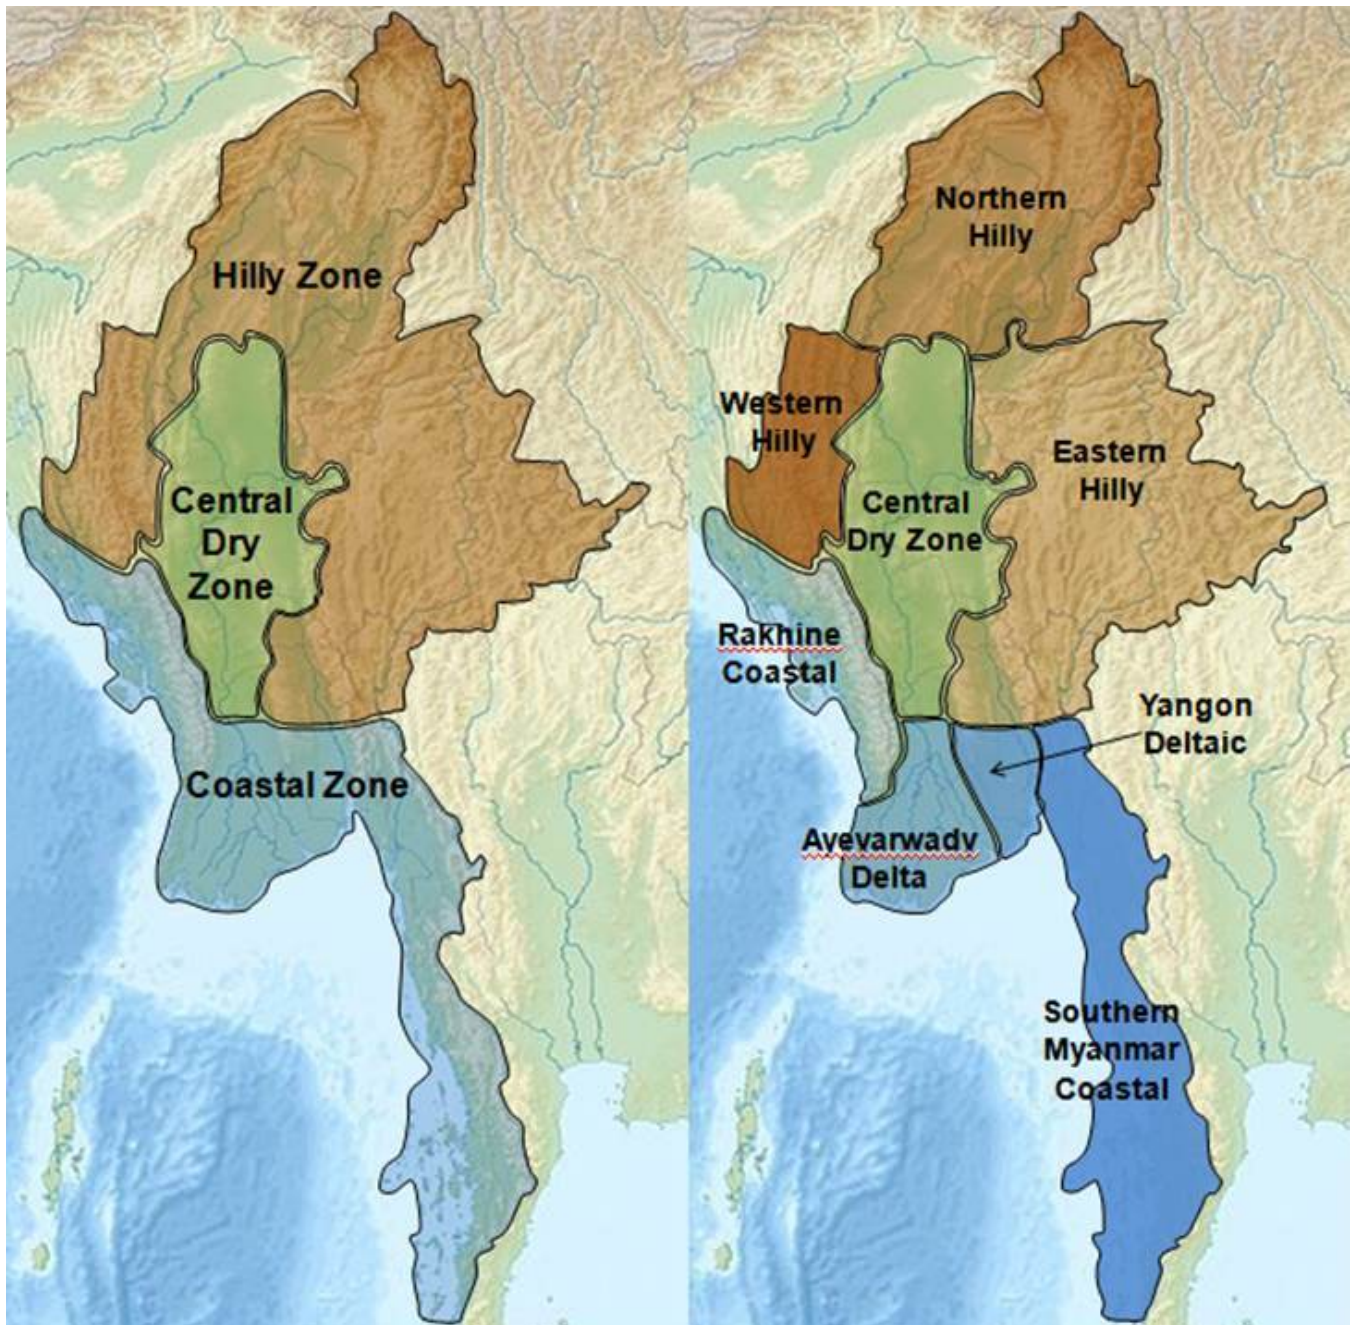 Hilly Zone
Central
Dry
Zone
Coastal Zone
Northern
Hilly
Western
Hilly
Eastern
Hilly
Central
Dry Zone
Rakhine
Coastal
Yangon
Deltaic
Ayeyarwady
Delta
Southern
Myanmar
Coastal